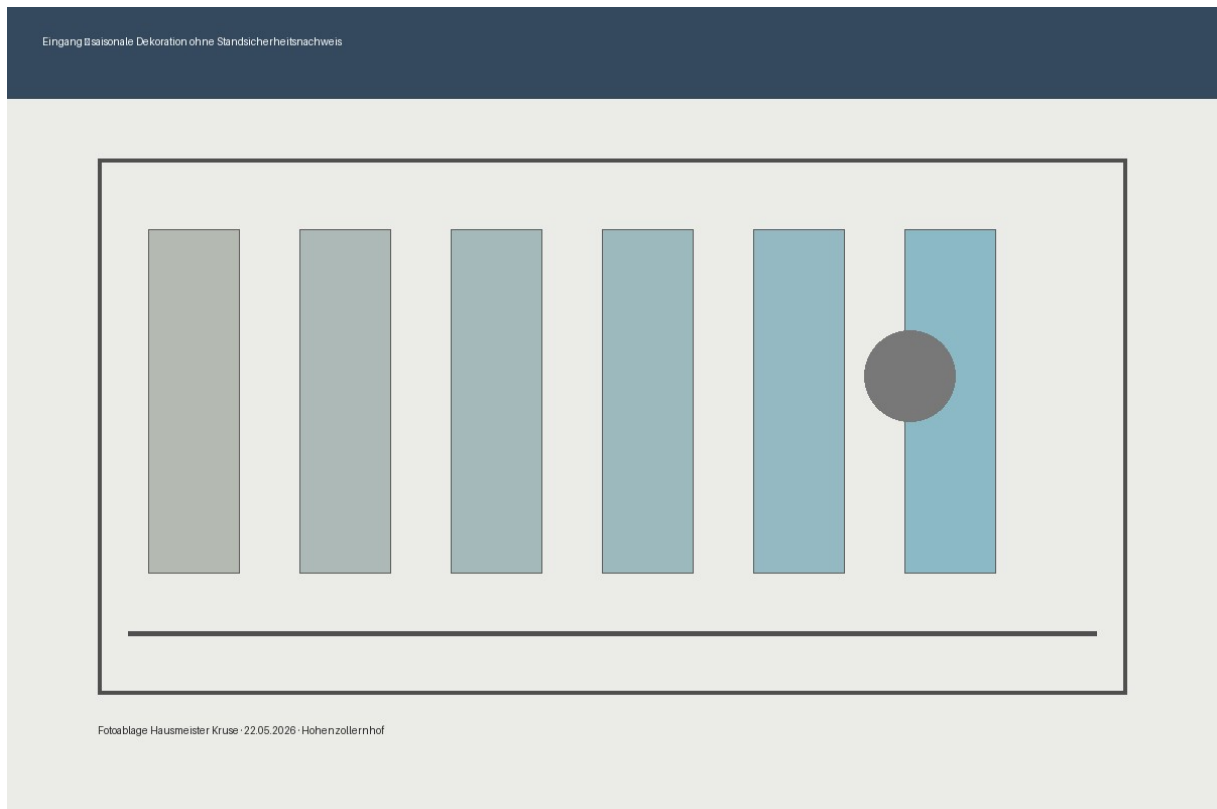 Eingang ▯ saisonale Dekoration ohne Standsicherheitsnachweis
Fotoablage Hausmeister Kruse · 22.05.2026 · Hohenzollernhof